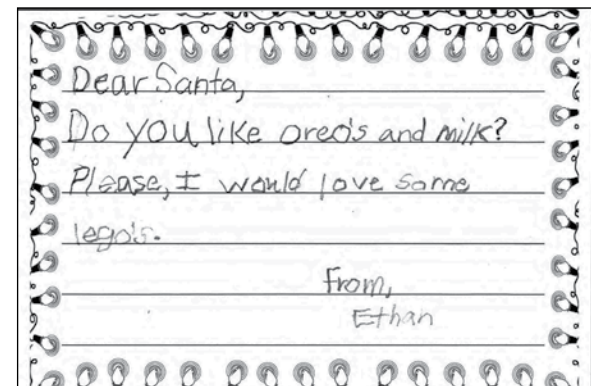 Dear Santa,
Do you like oreo's and milk?
Please, I would love some
lego's.
From,
Ethan